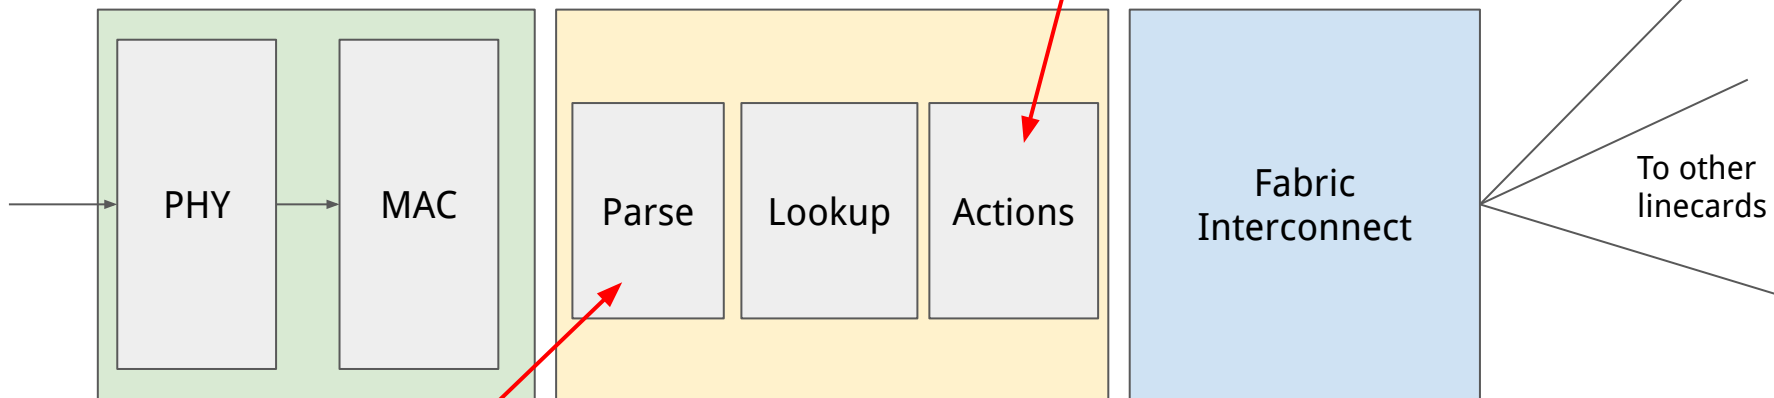 PHY
MAC
Parse
Lookup
Actions
Fabric
Interconnect
To other
linecards